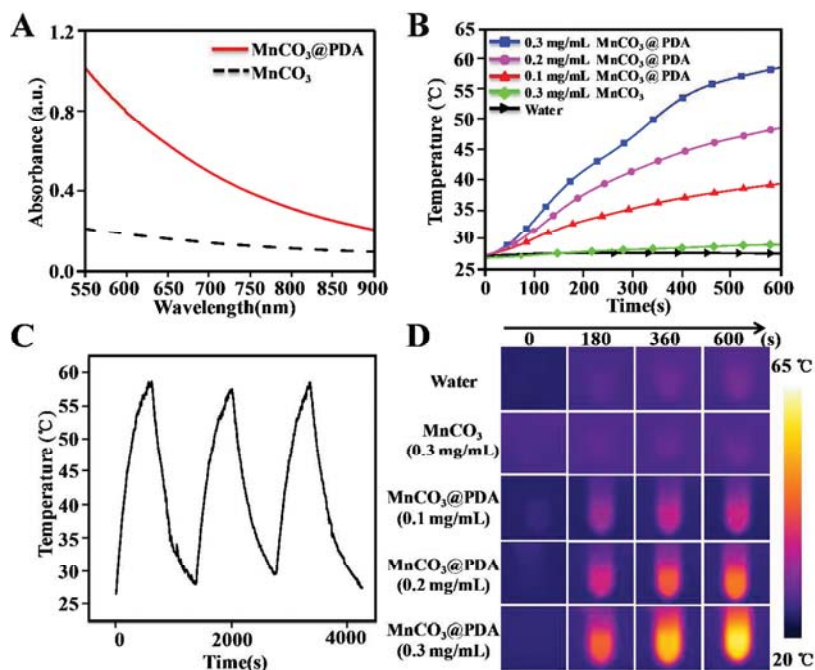 A
1.2
0.8
0.4
0.0
Absorbance (a.u.)
MnCO₃@PDA
MnCO₃
550 600 650 700 750 800 850 900
Wavelength(nm)
B
65
60
55
50
45
40
35
30
25
Temperature (℃)
0.3 mg/mL MnCO₃@PDA
0.2 mg/mL MnCO₃@PDA
0.1 mg/mL MnCO₃@PDA
0.3 mg/mL MnCO₃
Water
0 100 200 300 400 500 600
Time(s)
C
60
55
50
45
40
35
30
25
Temperature (℃)
0 2000 4000
Time(s)
D
0 180 360 600 (s)
Water
MnCO₃
(0.3 mg/mL)
MnCO₃@PDA
(0.1 mg/mL)
MnCO₃@PDA
(0.2 mg/mL)
MnCO₃@PDA
(0.3 mg/mL)
65 ℃
20 ℃